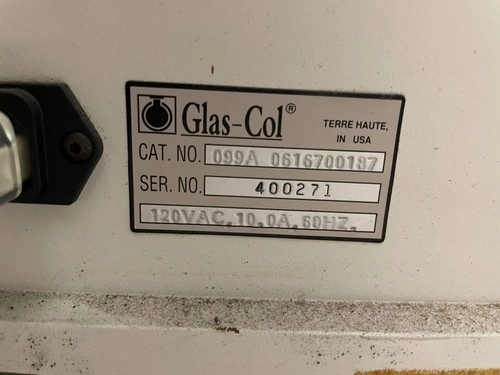 Glas-Col®
TERRE HAUTE,
IN USA
CAT. NO. 099A 0616700187
SER. NO. 400271
120VAC, 10.0A, 60HZ.